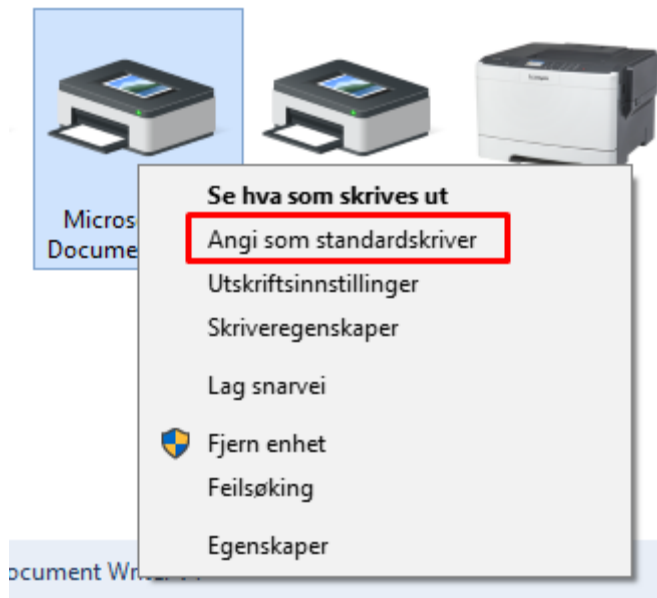 Micros
Docume
Se hva som skrives ut
Angi som standardskriver
Utskriftsinnstillinger
Skriveregenskaper
Lag snarvei
Fjern enhet
Feilsøking
Egenskaper
ocument